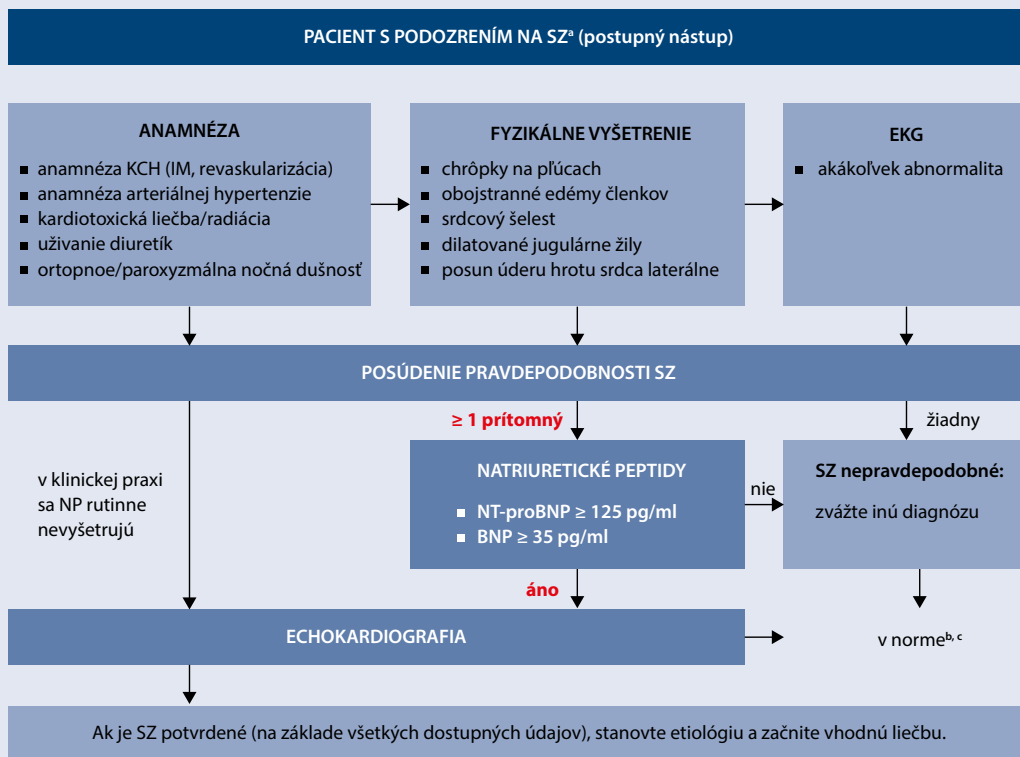 PACIENT S PODOZRENÍM NA SZª (postupný nástup)
ANAMNÉZA
▪ anamnéza KCH (IM, revaskularizácia)
▪ anamnéza arteriálnej hypertenzie
▪ kardiotoxická liečba/radiácia
▪ uživanie diuretík
▪ ortopnoe/paroxyzmálna nočná dušnosť
FYZIKÁLNE VYŠETRENIE
▪ chrôpky na pľúcach
▪ obojstranné edémy členkov
▪ srdcový šelest
▪ dilatované jugulárne žily
▪ posun úderu hrotu srdca laterálne
EKG
▪ akákoľvek abnormalita
POSÚDENIE PRAVDEPODOBNOSTI SZ
≥ 1 prítomný
žiadny
v klinickej praxi
sa NP rutinne
nevyšetrujú
NATRIURETICKÉ PEPTIDY
▪ NT-proBNP ≥ 125 pg/ml
▪ BNP ≥ 35 pg/ml
nie
SZ nepravdepodobné:
zvážte inú diagnózu
áno
ECHOKARDIOGRAFIA
v normeᵇ, ᶜ
Ak je SZ potvrdené (na základe všetkých dostupných údajov), stanovte etiológiu a začnite vhodnú liečbu.